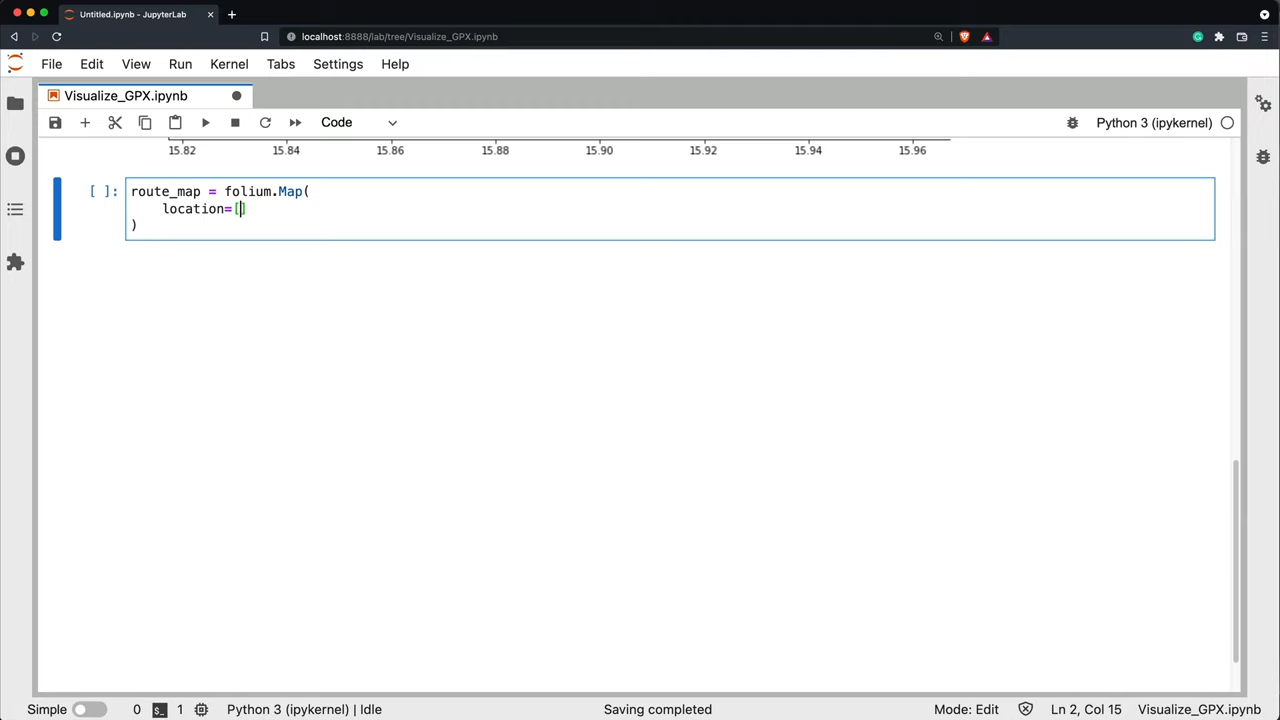 Untitled.ipynb - JupyterLab
localhost:8888/lab/tree/Visualize_GPX.ipynb
File Edit View Run Kernel Tabs Settings Help
Visualize_GPX.ipynb
Code
Python 3 (ipykernel)
15.82 15.84 15.86 15.88 15.90 15.92 15.94 15.96
[ ]: route_map = folium.Map(
location=[]
)
Simple 0 $_ 1 Python 3 (ipykernel) | Idle Saving completed Mode: Edit Ln 2, Col 15 Visualize_GPX.ipynb